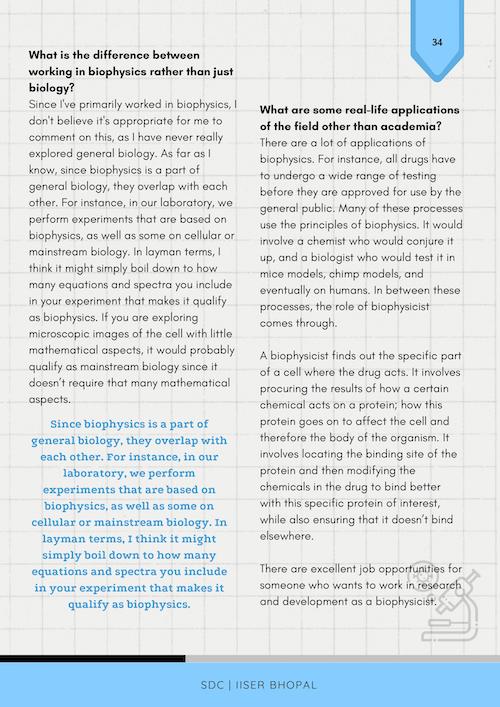 34
What is the difference between
working in biophysics rather than just
biology?
Since I've primarily worked in biophysics, I
don't believe it's appropriate for me to
comment on this, as I have never really
explored general biology. As far as I
know, since biophysics is a part of
general biology, they overlap with each
other. For instance, in our laboratory, we
perform experiments that are based on
biophysics, as well as some on cellular or
mainstream biology. In layman terms, I
think it might simply boil down to how
many equations and spectra you include
in your experiment that makes it qualify
as biophysics. If you are exploring
microscopic images of the cell with little
mathematical aspects, it would probably
qualify as mainstream biology since it
doesn't require that many mathematical
aspects.
Since biophysics is a part of
general biology, they overlap with
each other. For instance, in our
laboratory, we perform
experiments that are based on
biophysics, as well as some on
cellular or mainstream biology. In
layman terms, I think it might
simply boil down to how many
equations and spectra you include
in your experiment that makes it
qualify as biophysics.
What are some real-life applications
of the field other than academia?
There are a lot of applications of
biophysics. For instance, all drugs have
to undergo a wide range of testing
before they are approved for use by the
general public. Many of these processes
use the principles of biophysics. It would
involve a chemist who would conjure it
up, and a biologist who would test it in
mice models, chimp models, and
eventually on humans. In between these
processes, the role of biophysicist
comes through.
A biophysicist finds out the specific part
of a cell where the drug acts. It involves
procuring the results of how a certain
chemical acts on a protein; how this
protein goes on to affect the cell and
therefore the body of the organism. It
involves locating the binding site of the
protein and then modifying the
chemicals in the drug to bind better
with this specific protein of interest,
while also ensuring that it doesn't bind
elsewhere.
There are excellent job opportunities for
someone who wants to work in research
and development as a biophysicist.
SDC | IISER BHOPAL